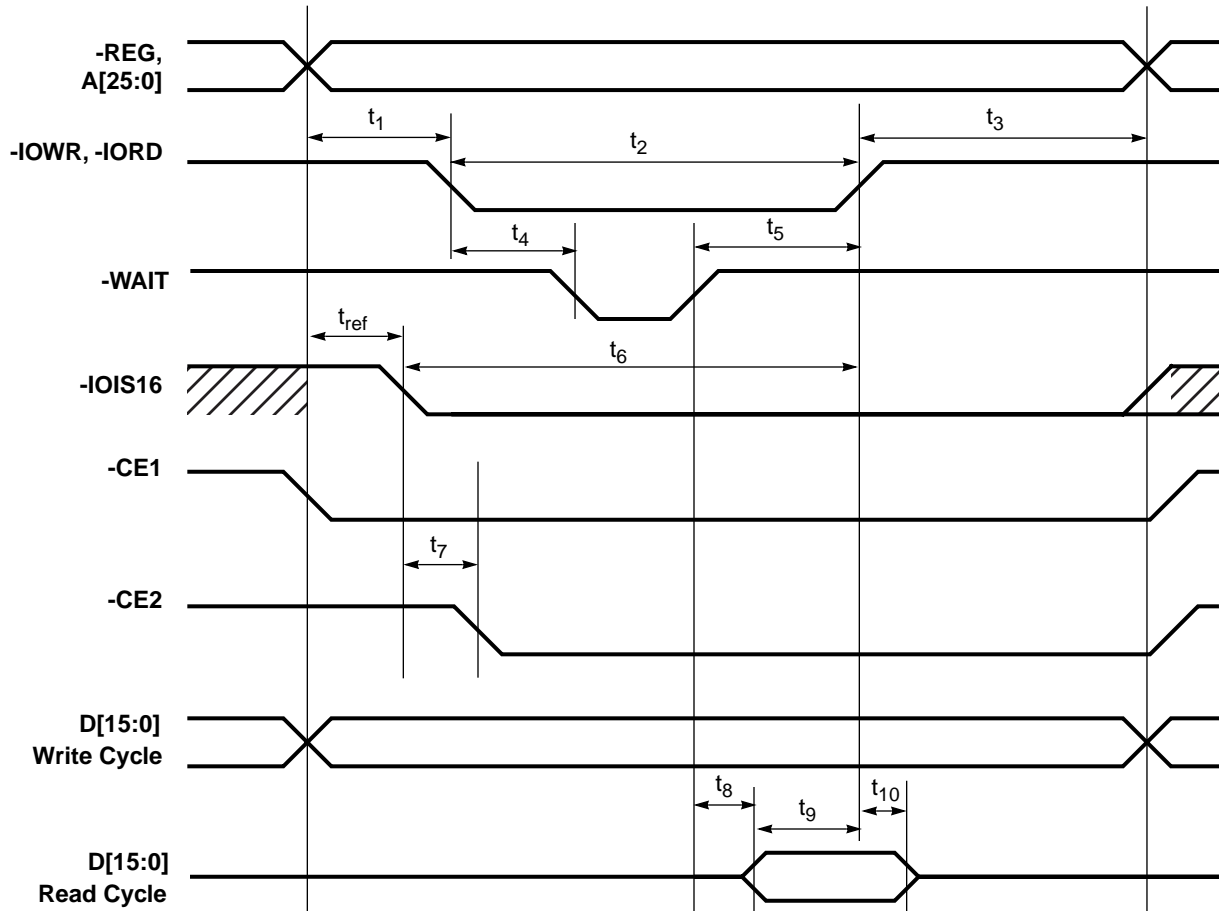 -REG,
A[25:0]
t1
t3
-IOWR, -IORD
t2
t4
t5
-WAIT
tref
t6
-IOIS16
-CE1
t7
-CE2
D[15:0]
Write Cycle
t8
t9
t10
D[15:0]
Read Cycle